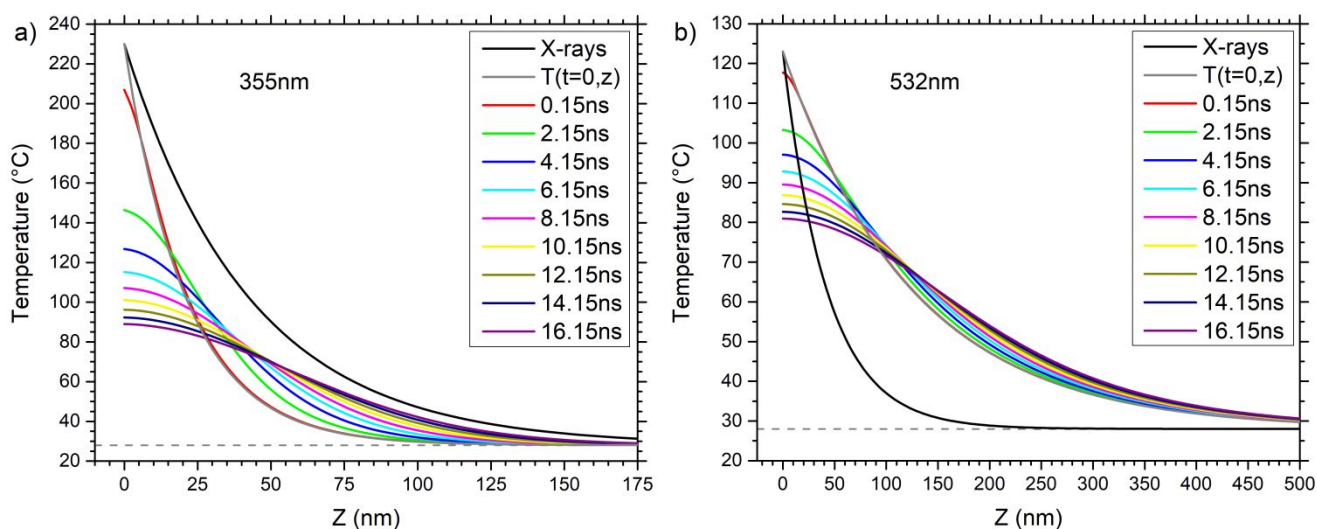 a)
355nm
X-rays
T(t=0,z)
0.15ns
2.15ns
4.15ns
6.15ns
8.15ns
10.15ns
12.15ns
14.15ns
16.15ns
Temperature (°C)
240
220
200
180
160
140
120
100
80
60
40
20
0
25
50
75
100
125
150
175
Z (nm)
b)
532nm
X-rays
T(t=0,z)
0.15ns
2.15ns
4.15ns
6.15ns
8.15ns
10.15ns
12.15ns
14.15ns
16.15ns
Temperature (°C)
130
120
110
100
90
80
70
60
50
40
30
20
0
50
100
150
200
250
300
350
400
450
500
Z (nm)